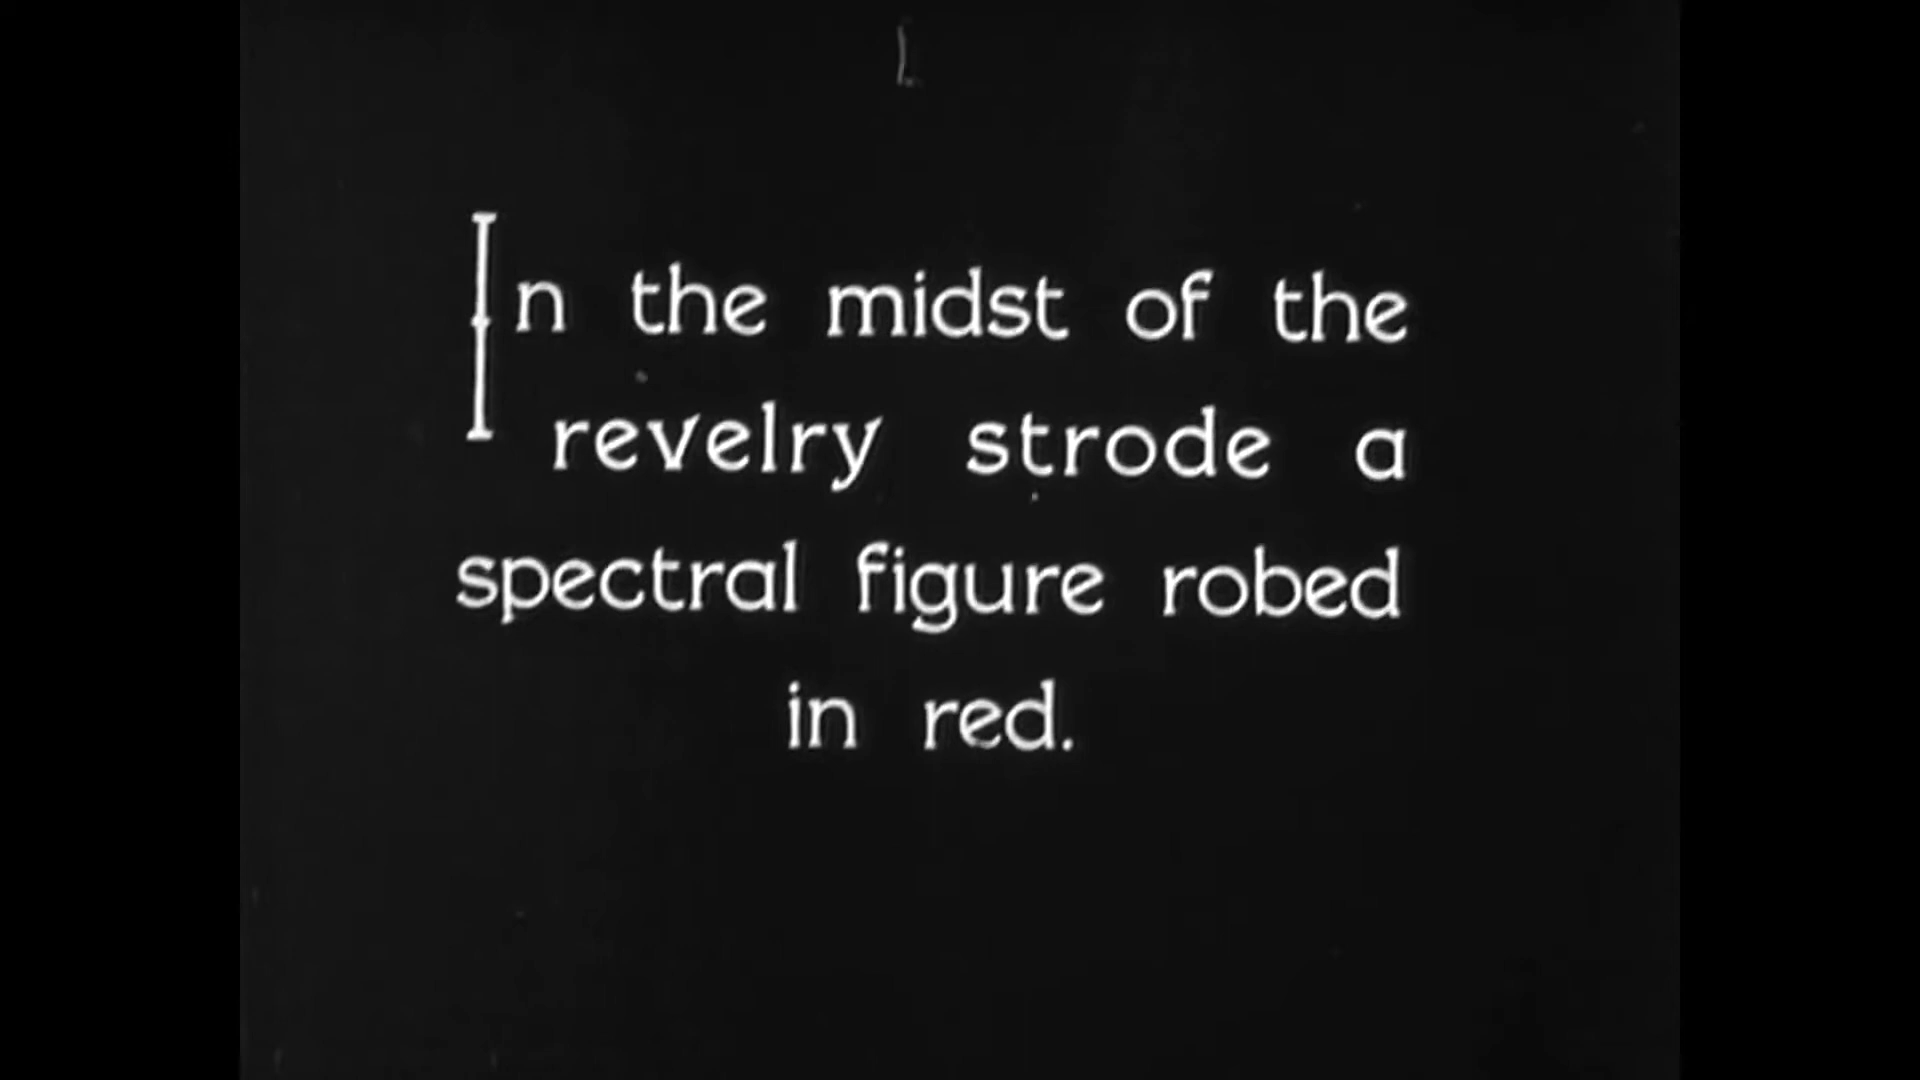 In the midst of the
revelry strode a
spectral figure robed
in red.